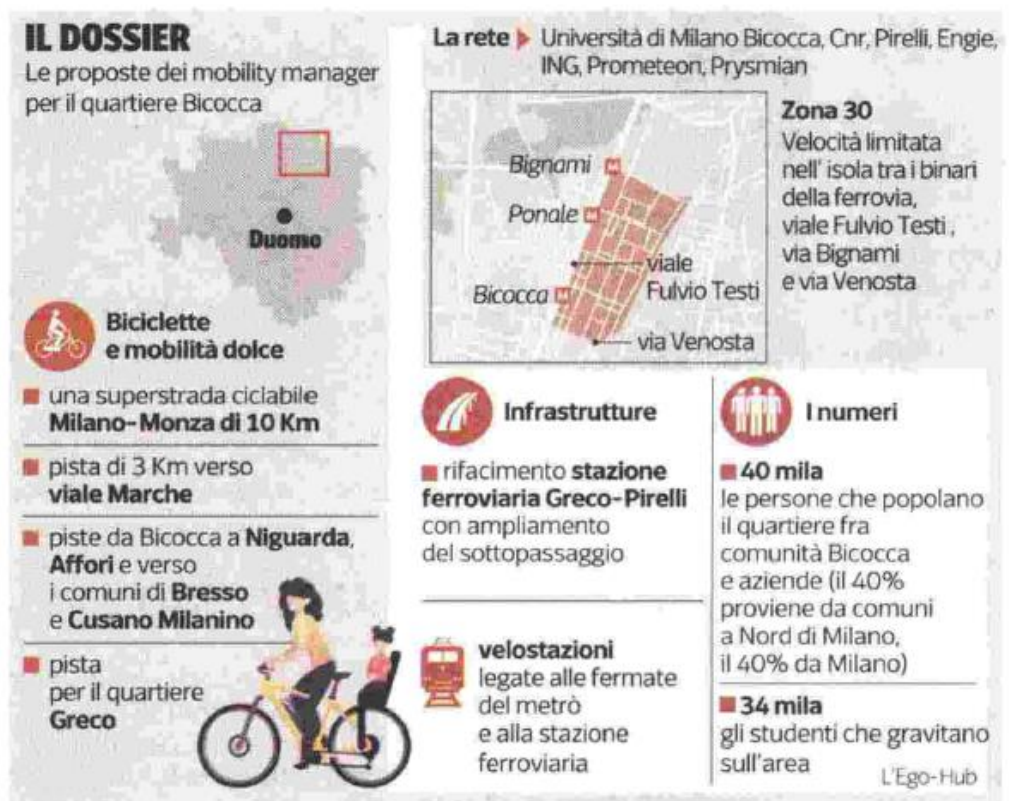 IL DOSSIER
Le proposte dei mobility manager
per il quartiere Bicocca
Duomo
Biciclette
e mobilità dolce
una superstrada ciclabile
Milano-Monza di 10 Km
pista di 3 Km verso
viale Marche
piste da Bicocca a Niguarda,
Affori e verso
i comuni di Bresso
e Cusano Milanino
pista
per il quartiere
Greco
La rete Università di Milano Bicocca, Cnr, Pirelli, Engie,
ING, Prometeon, Prysmian
Bignami M
Ponale M
Bicocca M
viale
Fulvio Testi
via Venosta
Zona 30
Velocità limitata
nell' isola tra i binari
della ferrovia,
viale Fulvio Testi,
via Bignami
e via Venosta
Infrastrutture
rifacimento stazione
ferroviaria Greco-Pirelli
con ampliamento
del sottopassaggio
velostazioni
legate alle fermate
del metrò
e alla stazione
ferroviaria
I numeri
40 mila
le persone che popolano
il quartiere fra
comunità Bicocca
e aziende (il 40%
proviene da comuni
a Nord di Milano,
il 40% da Milano)
34 mila
gli studenti che gravitano
sull'area
L'Ego-Hub